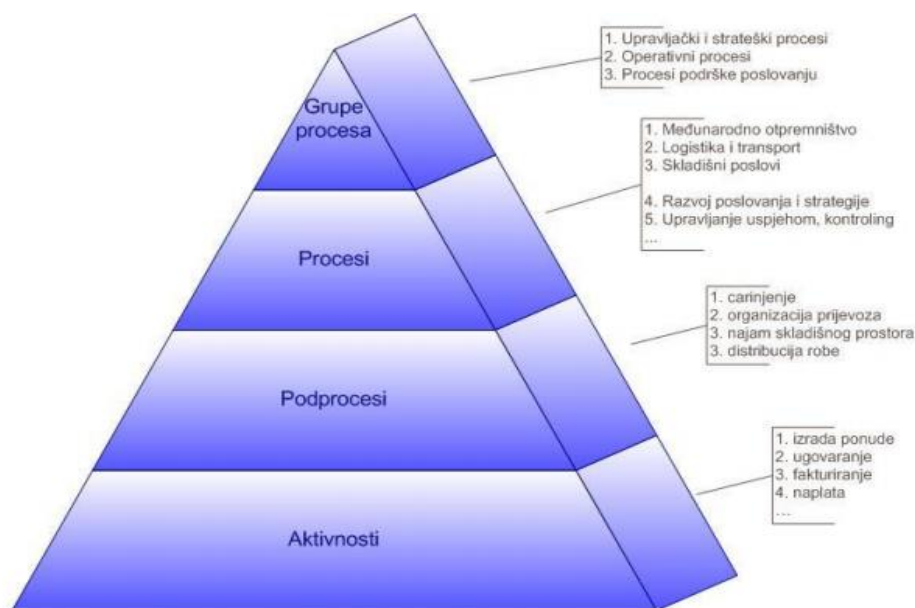 Grupe
procesa
1. Upravljački i strateški procesi
2. Operativni procesi
3. Procesi podrške poslovanju
Procesi
1. Međunarodno otpremništvo
2. Logistika i transport
3. Skladišni poslovi
4. Razvoj poslovanja i strategije
5. Upravljanje uspjehom, kontroling
...
Podprocesi
1. carinjenje
2. organizacija prijevoza
3. najam skladišnog prostora
3. distribucija robe
Aktivnosti
1. izrada ponude
2. ugovaranje
3. fakturiranje
4. naplata
...